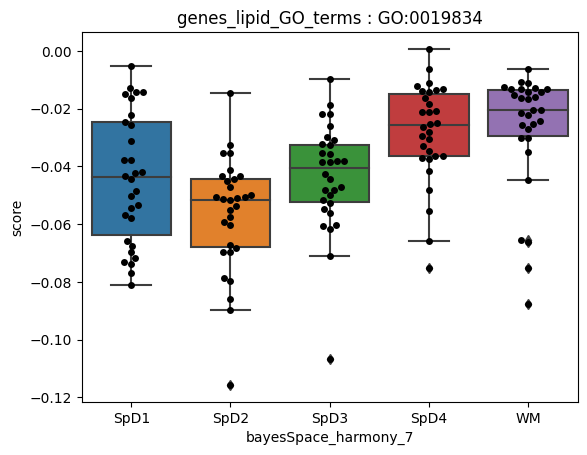 genes_lipid_GO_terms : GO:0019834
0.00
−0.02
−0.04
−0.06
−0.08
−0.10
−0.12
score
SpD1 SpD2 SpD3 SpD4 WM
bayesSpace_harmony_7